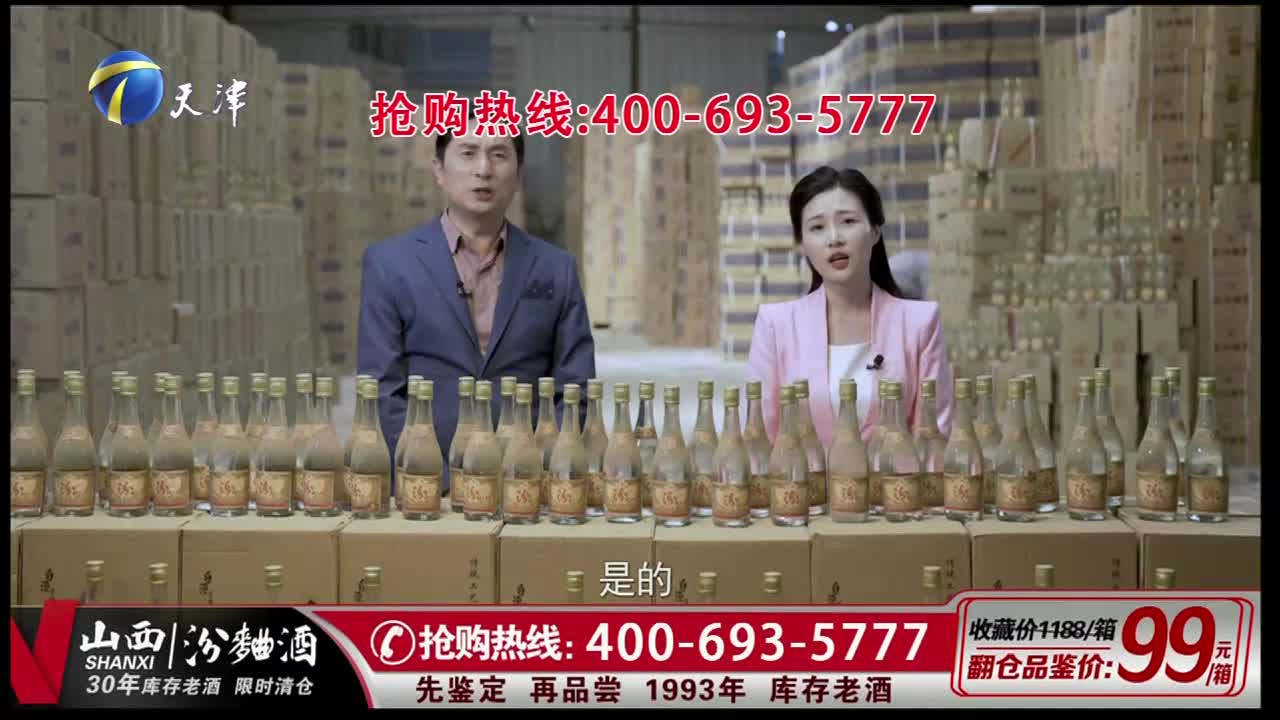 天津
抢购热线:400-693-5777
是的
山西 汾麯酒
SHANXI
30年库存老酒 限时清仓
抢购热线: 400-693-5777
先鉴定 再品尝 1993年 库存老酒
收藏价1188/箱
翻仓品鉴价: 99元/箱